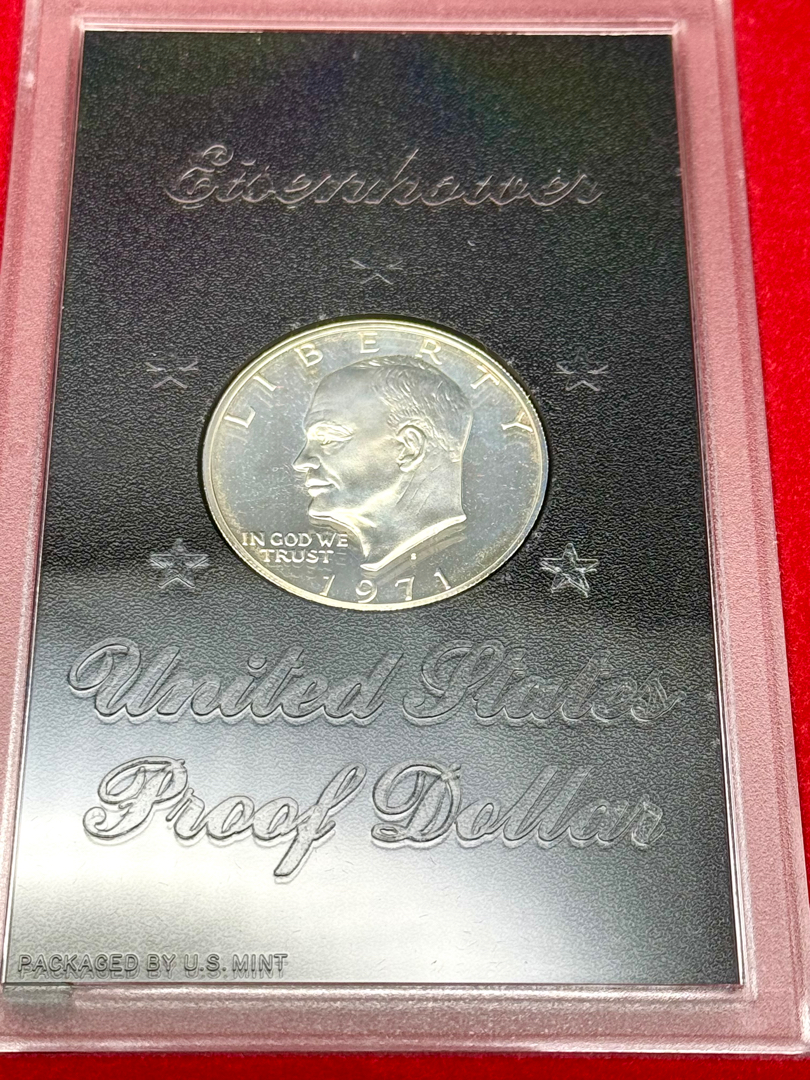 Eisenhower
LIBERTY
IN GOD WE
TRUST
S
1971
United States
Proof Dollar
PACKAGED BY U.S. MINT